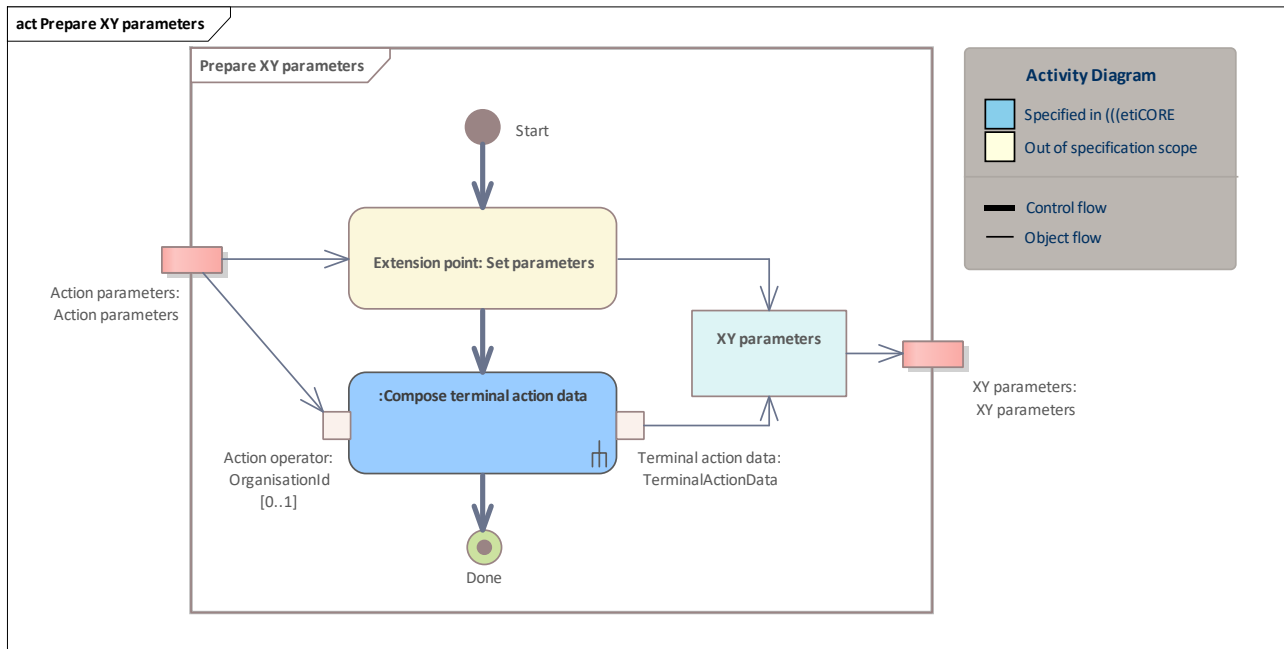 act Prepare XY parameters
Prepare XY parameters
Start
Extension point: Set parameters
Action parameters:
Action parameters
XY parameters
XY parameters:
XY parameters
:Compose terminal action data
Action operator:
OrganisationId
[0..1]
Terminal action data:
TerminalActionData
Done
Activity Diagram
Specified in (((etiCORE
Out of specification scope
Control flow
Object flow